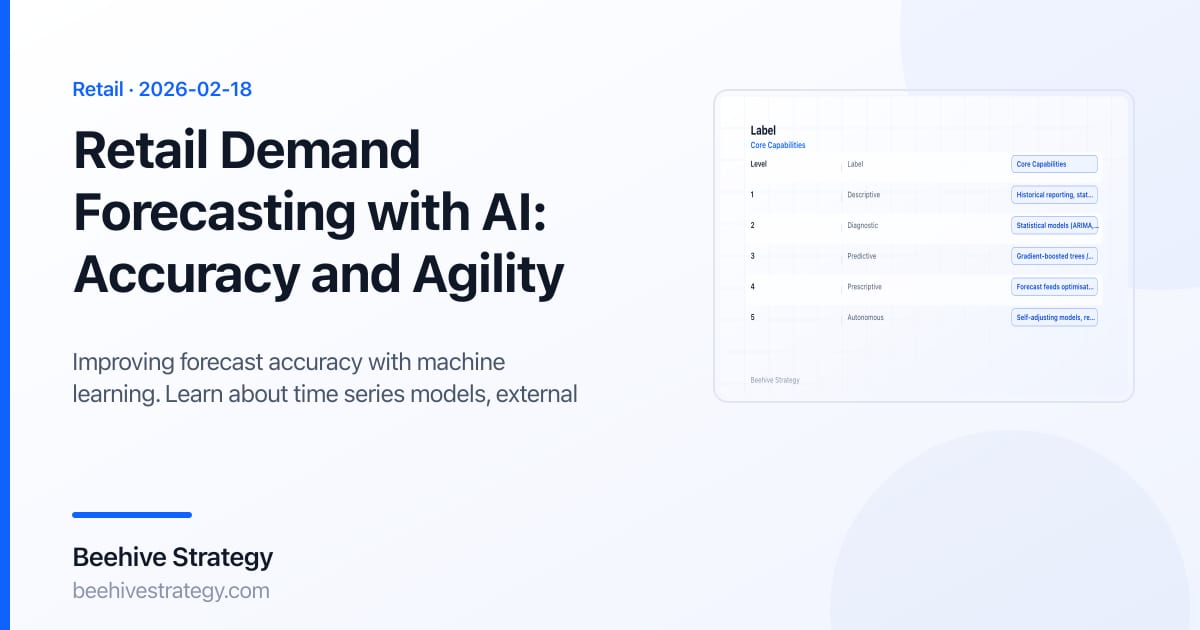 Retail · 2026-02-18
Retail Demand
Forecasting with AI:
Accuracy and Agility
Improving forecast accuracy with machine
learning. Learn about time series models, external
Beehive Strategy
beehivestrategy.com
Label
Core Capabilities
Level Label Core Capabilities
1 Descriptive Historical reporting, stat...
2 Diagnostic Statistical models (ARIMA,...
3 Predictive Gradient-boosted trees /...
4 Prescriptive Forecast feeds optimisat...
5 Autonomous Self-adjusting models, re...
Beehive Strategy